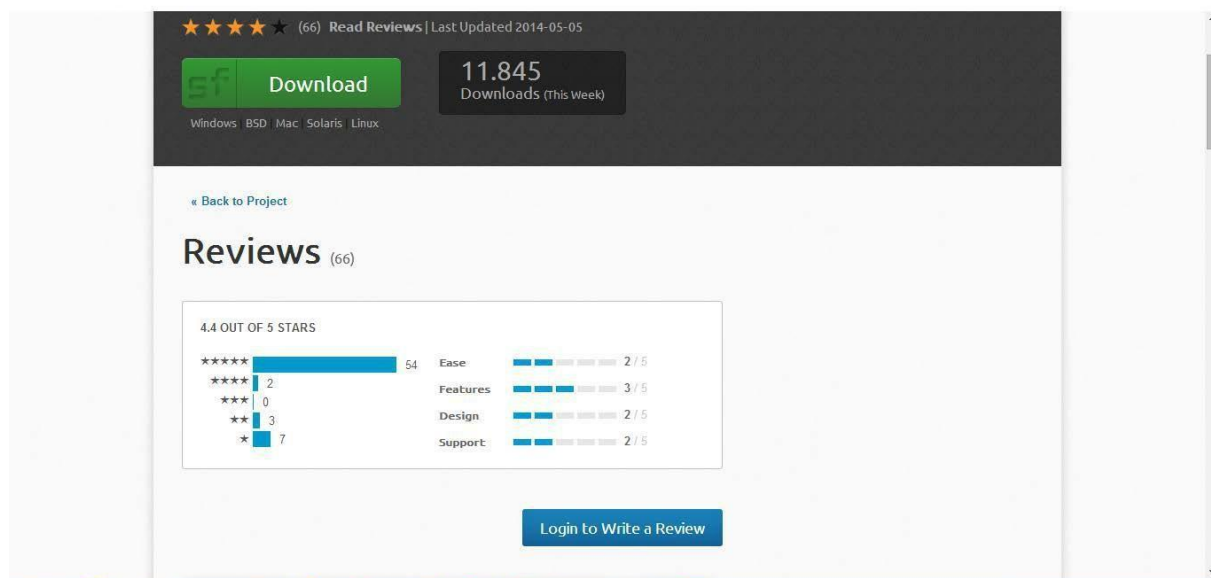 (66) Read Reviews | Last Updated 2014-05-05
sf Download
11.845
Downloads (This Week)
Windows | BSD | Mac | Solaris | Linux
« Back to Project
Reviews (66)
4.4 OUT OF 5 STARS
★★★★★ 54
★★★★ 2
★★★ 0
★★ 3
★ 7
Ease 2 / 5
Features 3 / 5
Design 2 / 5
Support 2 / 5
Login to Write a Review